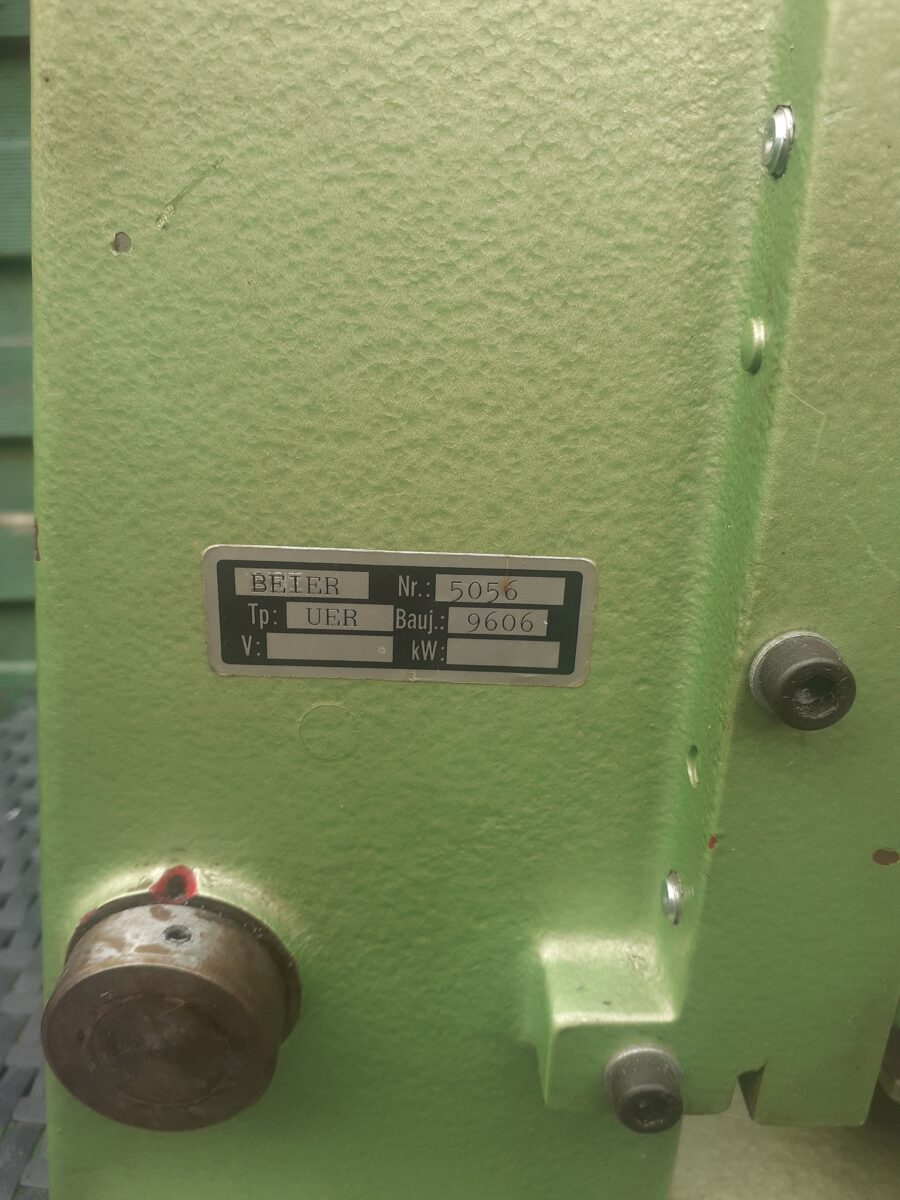 BEIER Nr.: 5056
Tp: UER Bauj.: 9606
V: kW: